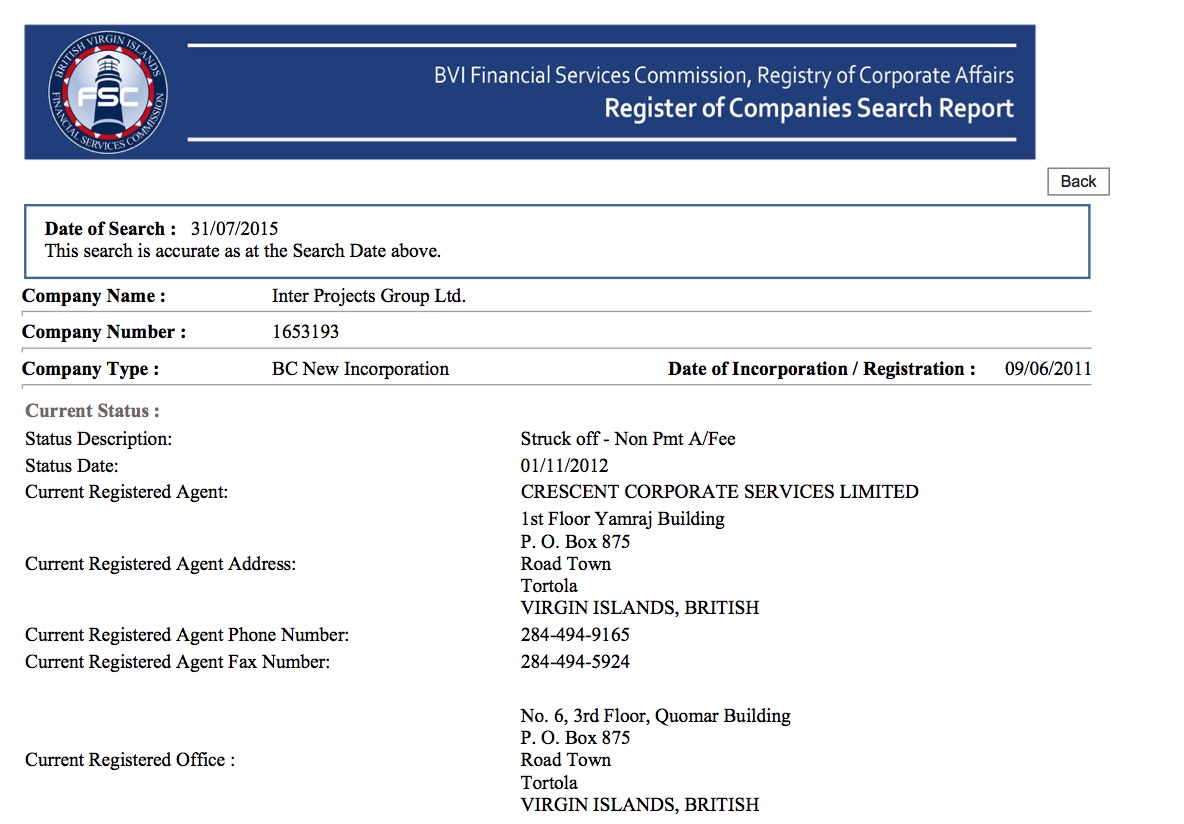 BRITISH VIRGIN ISLANDS
FSC
FINANCIAL SERVICES COMMISSION
BVI Financial Services Commission, Registry of Corporate Affairs
Register of Companies Search Report
Back
Date of Search : 31/07/2015
This search is accurate as at the Search Date above.
Company Name : Inter Projects Group Ltd.
Company Number : 1653193
Company Type : BC New Incorporation Date of Incorporation / Registration : 09/06/2011
Current Status :
Status Description: Struck off - Non Pmt A/Fee
Status Date: 01/11/2012
Current Registered Agent: CRESCENT CORPORATE SERVICES LIMITED
1st Floor Yamraj Building
P. O. Box 875
Current Registered Agent Address: Road Town
Tortola
VIRGIN ISLANDS, BRITISH
Current Registered Agent Phone Number: 284-494-9165
Current Registered Agent Fax Number: 284-494-5924
No. 6, 3rd Floor, Quomar Building
P. O. Box 875
Current Registered Office : Road Town
Tortola
VIRGIN ISLANDS, BRITISH